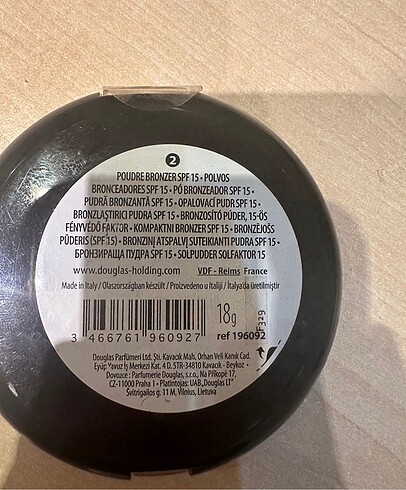 2
POUDRE BRONZER SPF 15 • POLVOS
BRONCEADORES SPF 15 • PÓ BRONZEADOR SPF 15 •
PUDRĂ BRONZANTĂ SPF 15 • OPALOVACÍ PUDR SPF 15 •
BRONZLAŞTIRICI PUDRA SPF 15 • BRONZOSÍTÓ PÚDER, 15-ÖS
FÉNYVÉDŐ FAKTOR • KOMPAKTNI BRONZER SPF 15 • BRONZĒJOŠS
PŪDERIS (SPF 15) • BRONZINĮ ATSPALVĮ SUTEIKIANTI PUDRA SPF 15 •
БРОНЗИРАЩА ПУДРА SPF 15 • SOLPUDDER SOLFAKTOR 15
www.douglas-holding.com VDF - Reims France
Made in Italy / Olaszországban készült / Proizvedeno u Italiji / İtalya'da üretilmiştir
18g
3 466761 960927
ref 196092
F329
Douglas Parfümeri Ltd. Şti. Kavacık Mah. Orhan Veli Kanık Cad.
Eyüp Yavuz İş Merkezi Kat. 4 D. STR-34810 Kavacık - Beykoz •
Dovozce : Parfumerie Douglas, s.r.o., Na Příkopě 17,
CZ-11000 Praha 1 • Platintojas: UAB„Douglas LT"
Švitrigailos g. 11 M, Vilnius, Lietuva